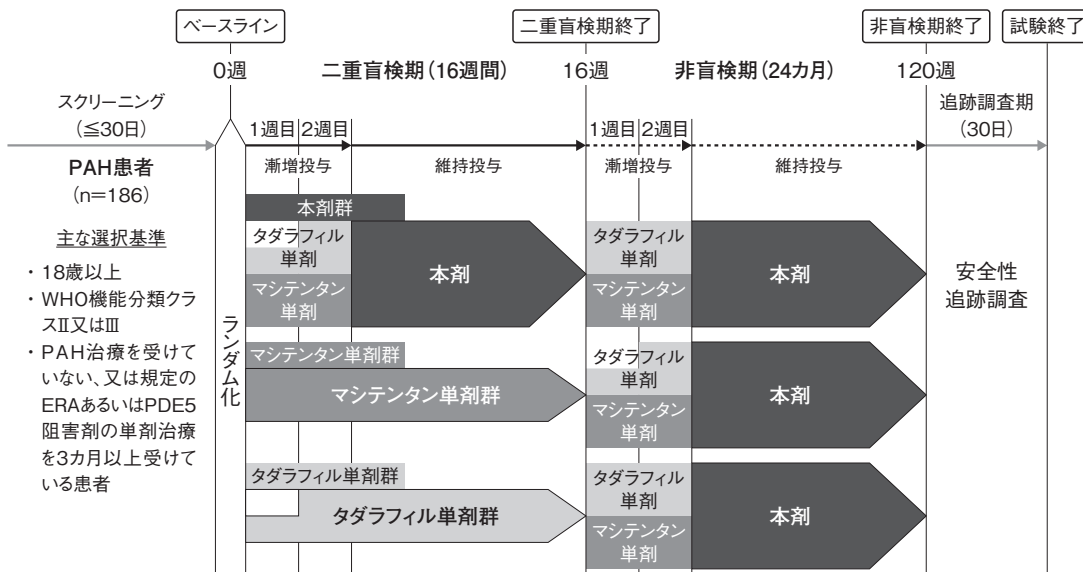 ベースライン
二重盲検期終了
非盲検期終了
試験終了
0週
二重盲検期(16週間)
16週
非盲検期(24カ月)
120週
スクリーニング
(≦30日)
1週目
2週目
1週目
2週目
追跡調査期
(30日)
PAH患者
(n=186)
漸増投与
維持投与
漸増投与
維持投与
主な選択基準
・18歳以上
・WHO機能分類クラ
スⅡ又はⅢ
・PAH治療を受けて
いない、又は規定の
ERAあるいはPDE5
阻害剤の単剤治療
を3カ月以上受けて
いる患者
ランダム化
本剤群
タダラフィル
単剤
マシテンタン
単剤
本剤
タダラフィル
単剤
マシテンタン
単剤
本剤
安全性
追跡調査
マシテンタン単剤群
マシテンタン単剤群
タダラフィル
単剤
マシテンタン
単剤
本剤
タダラフィル単剤群
タダラフィル単剤群
タダラフィル
単剤
マシテンタン
単剤
本剤